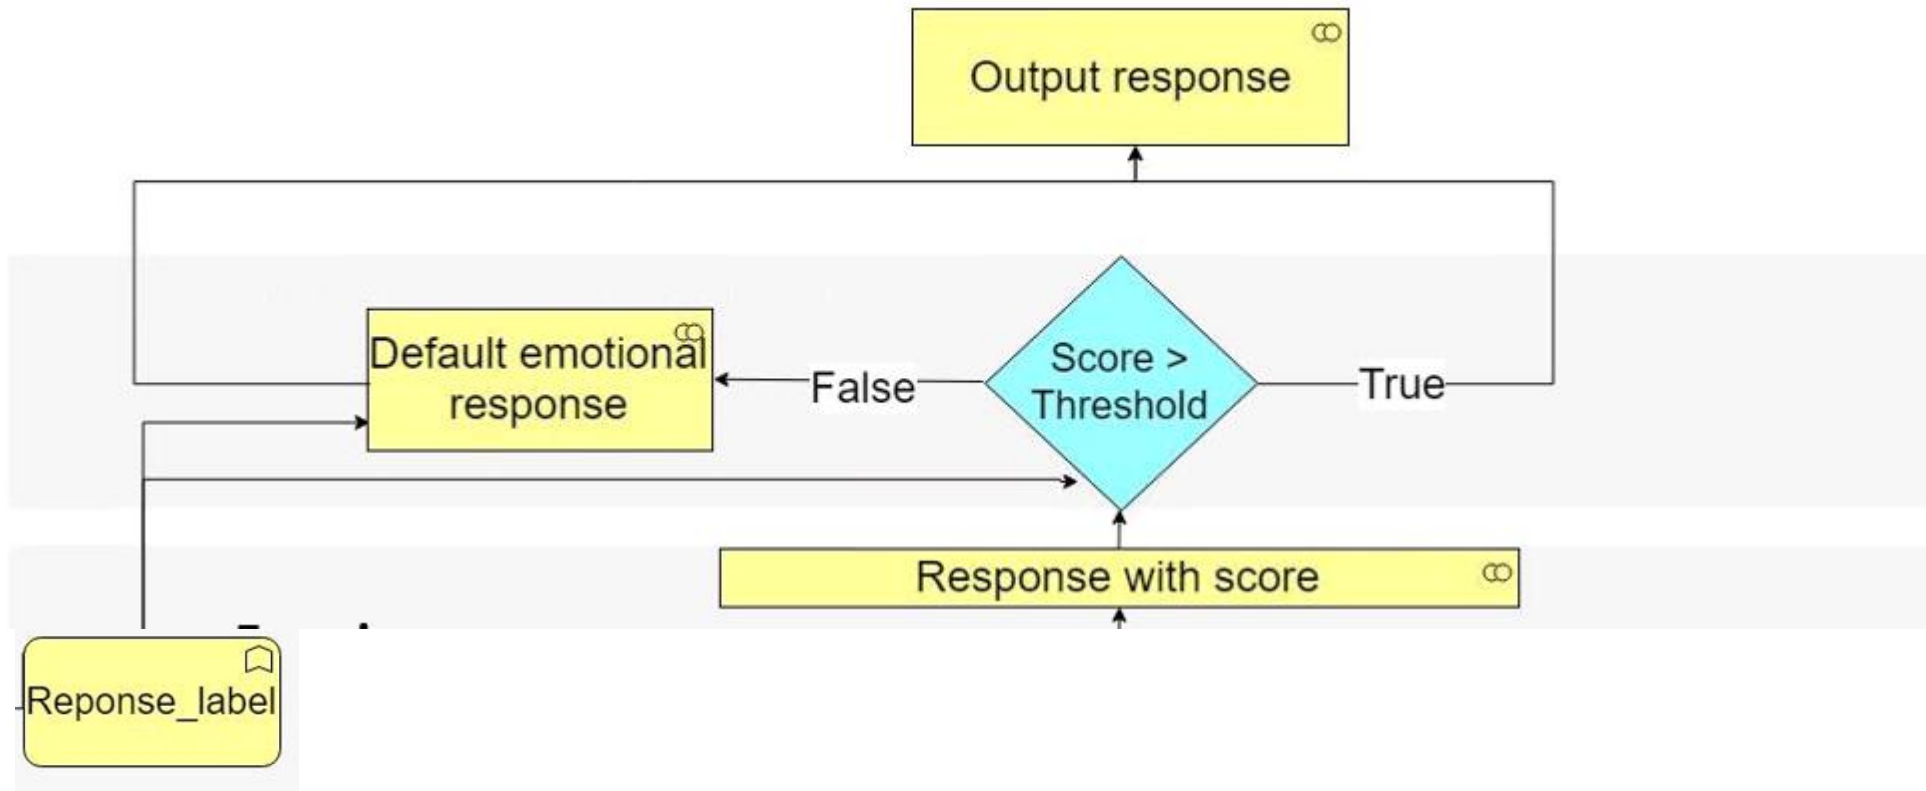 Output response
Default emotional
response
False
Score >
Threshold
True
Response with score
Reponse_label